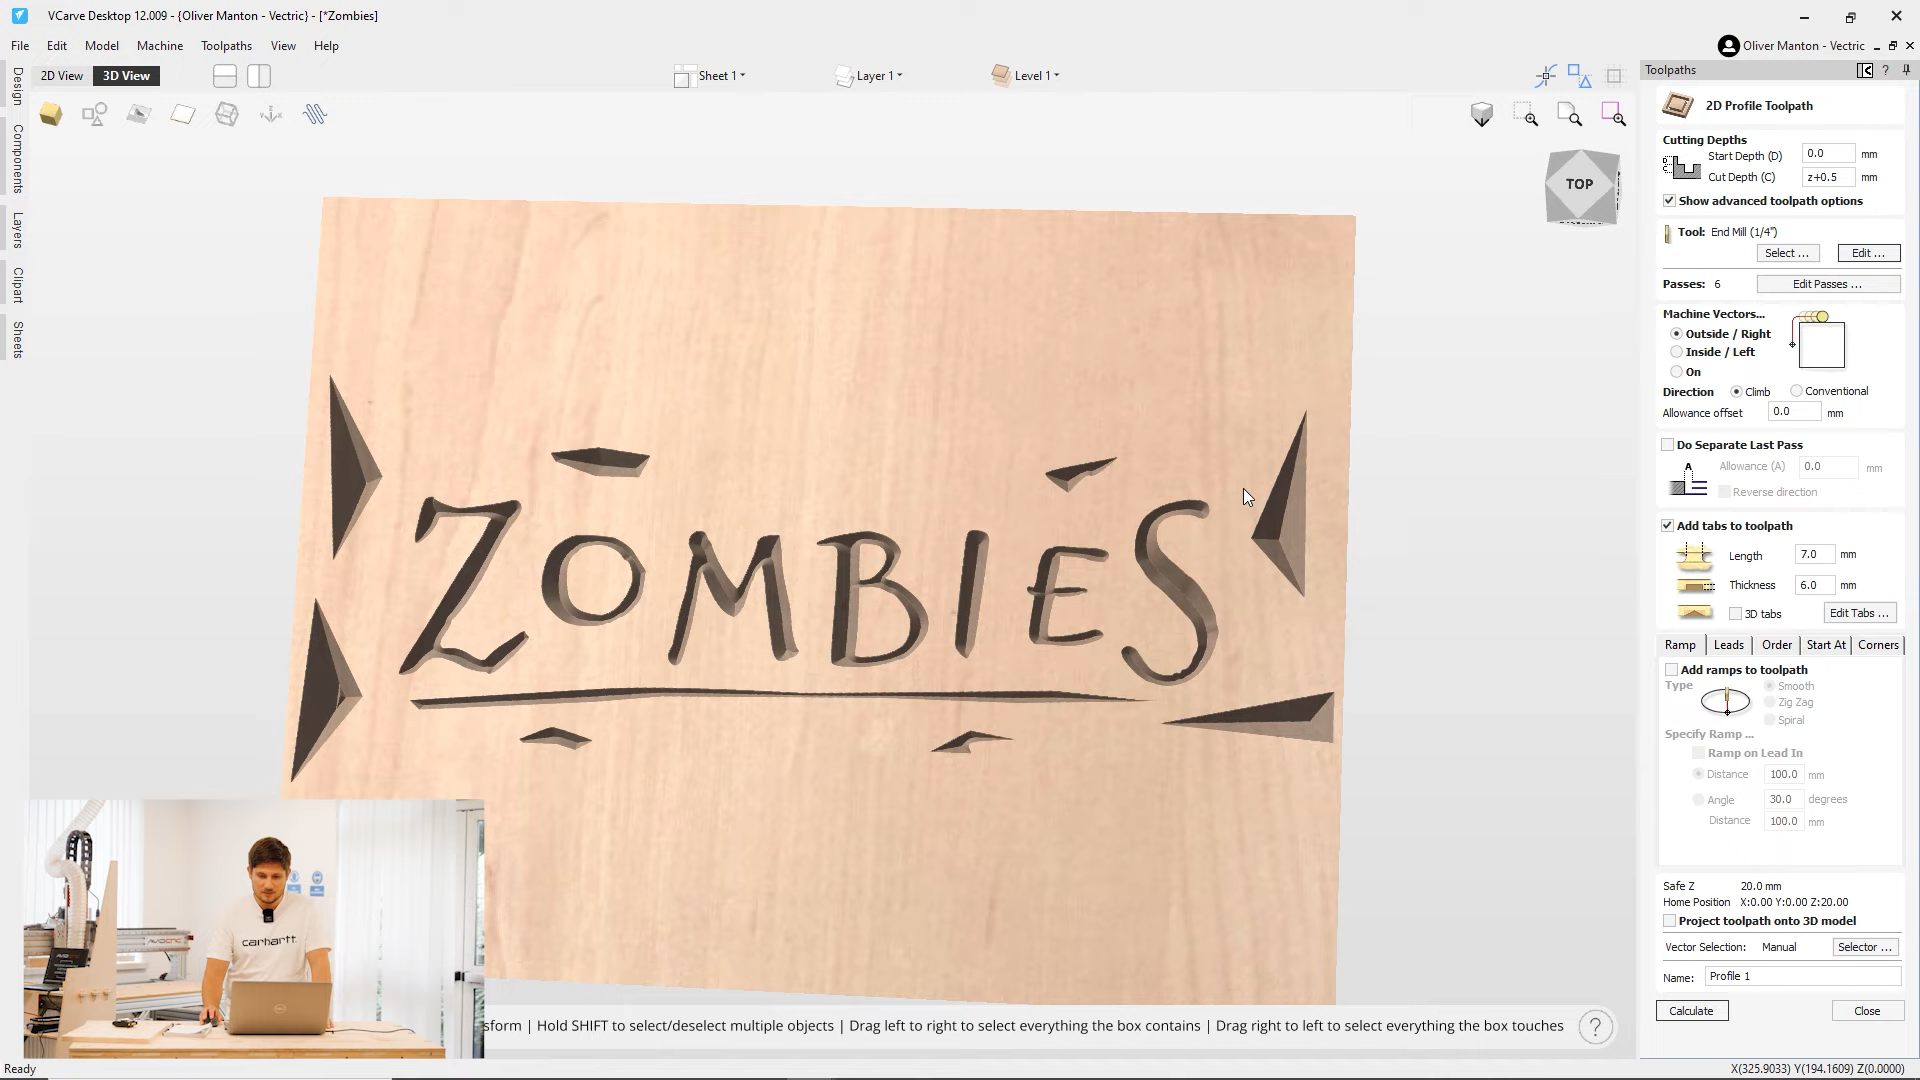 VCarve Desktop 12.009 - {Oliver Manton - Vectric} - [*Zombies]
File Edit Model Machine Toolpaths View Help
Oliver Manton - Vectric
2D View 3D View Sheet 1 Layer 1 Level 1
Design
Components
Layers
Clipart
Sheets
TOP
ZOMBIES
carhartt.
AVIDCNC
Toolpaths
2D Profile Toolpath
Cutting Depths
Start Depth (D) 0.0 mm
Cut Depth (C) z+0.5 mm
Show advanced toolpath options
Tool: End Mill (1/4")
Select ... Edit ...
Passes: 6 Edit Passes ...
Machine Vectors...
Outside / Right
Inside / Left
On
Direction Climb Conventional
Allowance offset 0.0 mm
Do Separate Last Pass
A Allowance (A) 0.0 mm
Reverse direction
Add tabs to toolpath
Length 7.0 mm
Thickness 6.0 mm
3D tabs Edit Tabs ...
Ramp Leads Order Start At Corners
Add ramps to toolpath
Type Smooth
Zig Zag
Spiral
Specify Ramp ...
Ramp on Lead In
Distance 100.0 mm
Angle 30.0 degrees
Distance 100.0 mm
Safe Z 20.0 mm
Home Position X:0.00 Y:0.00 Z:20.00
Project toolpath onto 3D model
Vector Selection: Manual Selector ...
Name: Profile 1
Calculate Close
sform | Hold SHIFT to select/deselect multiple objects | Drag left to right to select everything the box contains | Drag right to left to select everything the box touches
Ready X(325.9033) Y(194.1609) Z(0.0000)